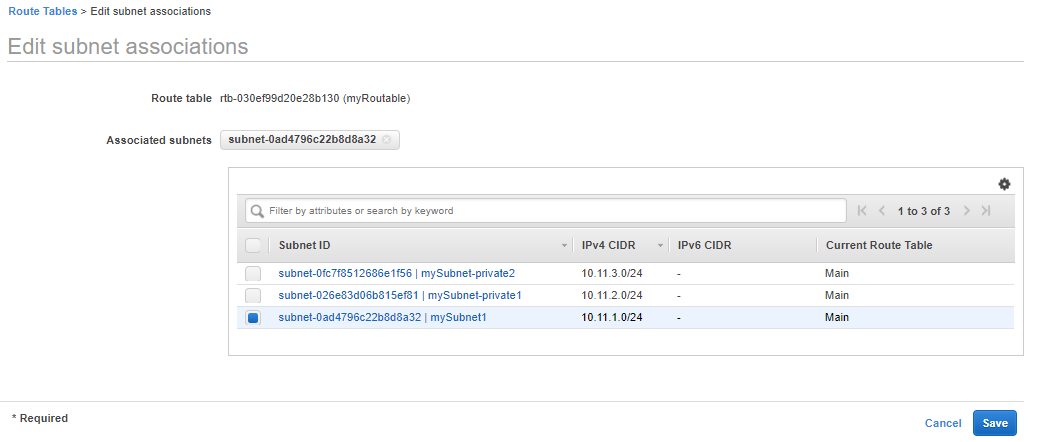 Route Tables > Edit subnet associations
Edit subnet associations
Route table rtb-030ef99d20e28b130 (myRoutable)
Associated subnets subnet-0ad4796c22b8d8a32
Filter by attributes or search by keyword 1 to 3 of 3
Subnet ID IPv4 CIDR IPv6 CIDR Current Route Table
subnet-0fc7f8512686e1f56 | mySubnet-private2 10.11.3.0/24 - Main
subnet-026e83d06b815ef81 | mySubnet-private1 10.11.2.0/24 - Main
subnet-0ad4796c22b8d8a32 | mySubnet1 10.11.1.0/24 - Main
* Required Cancel Save